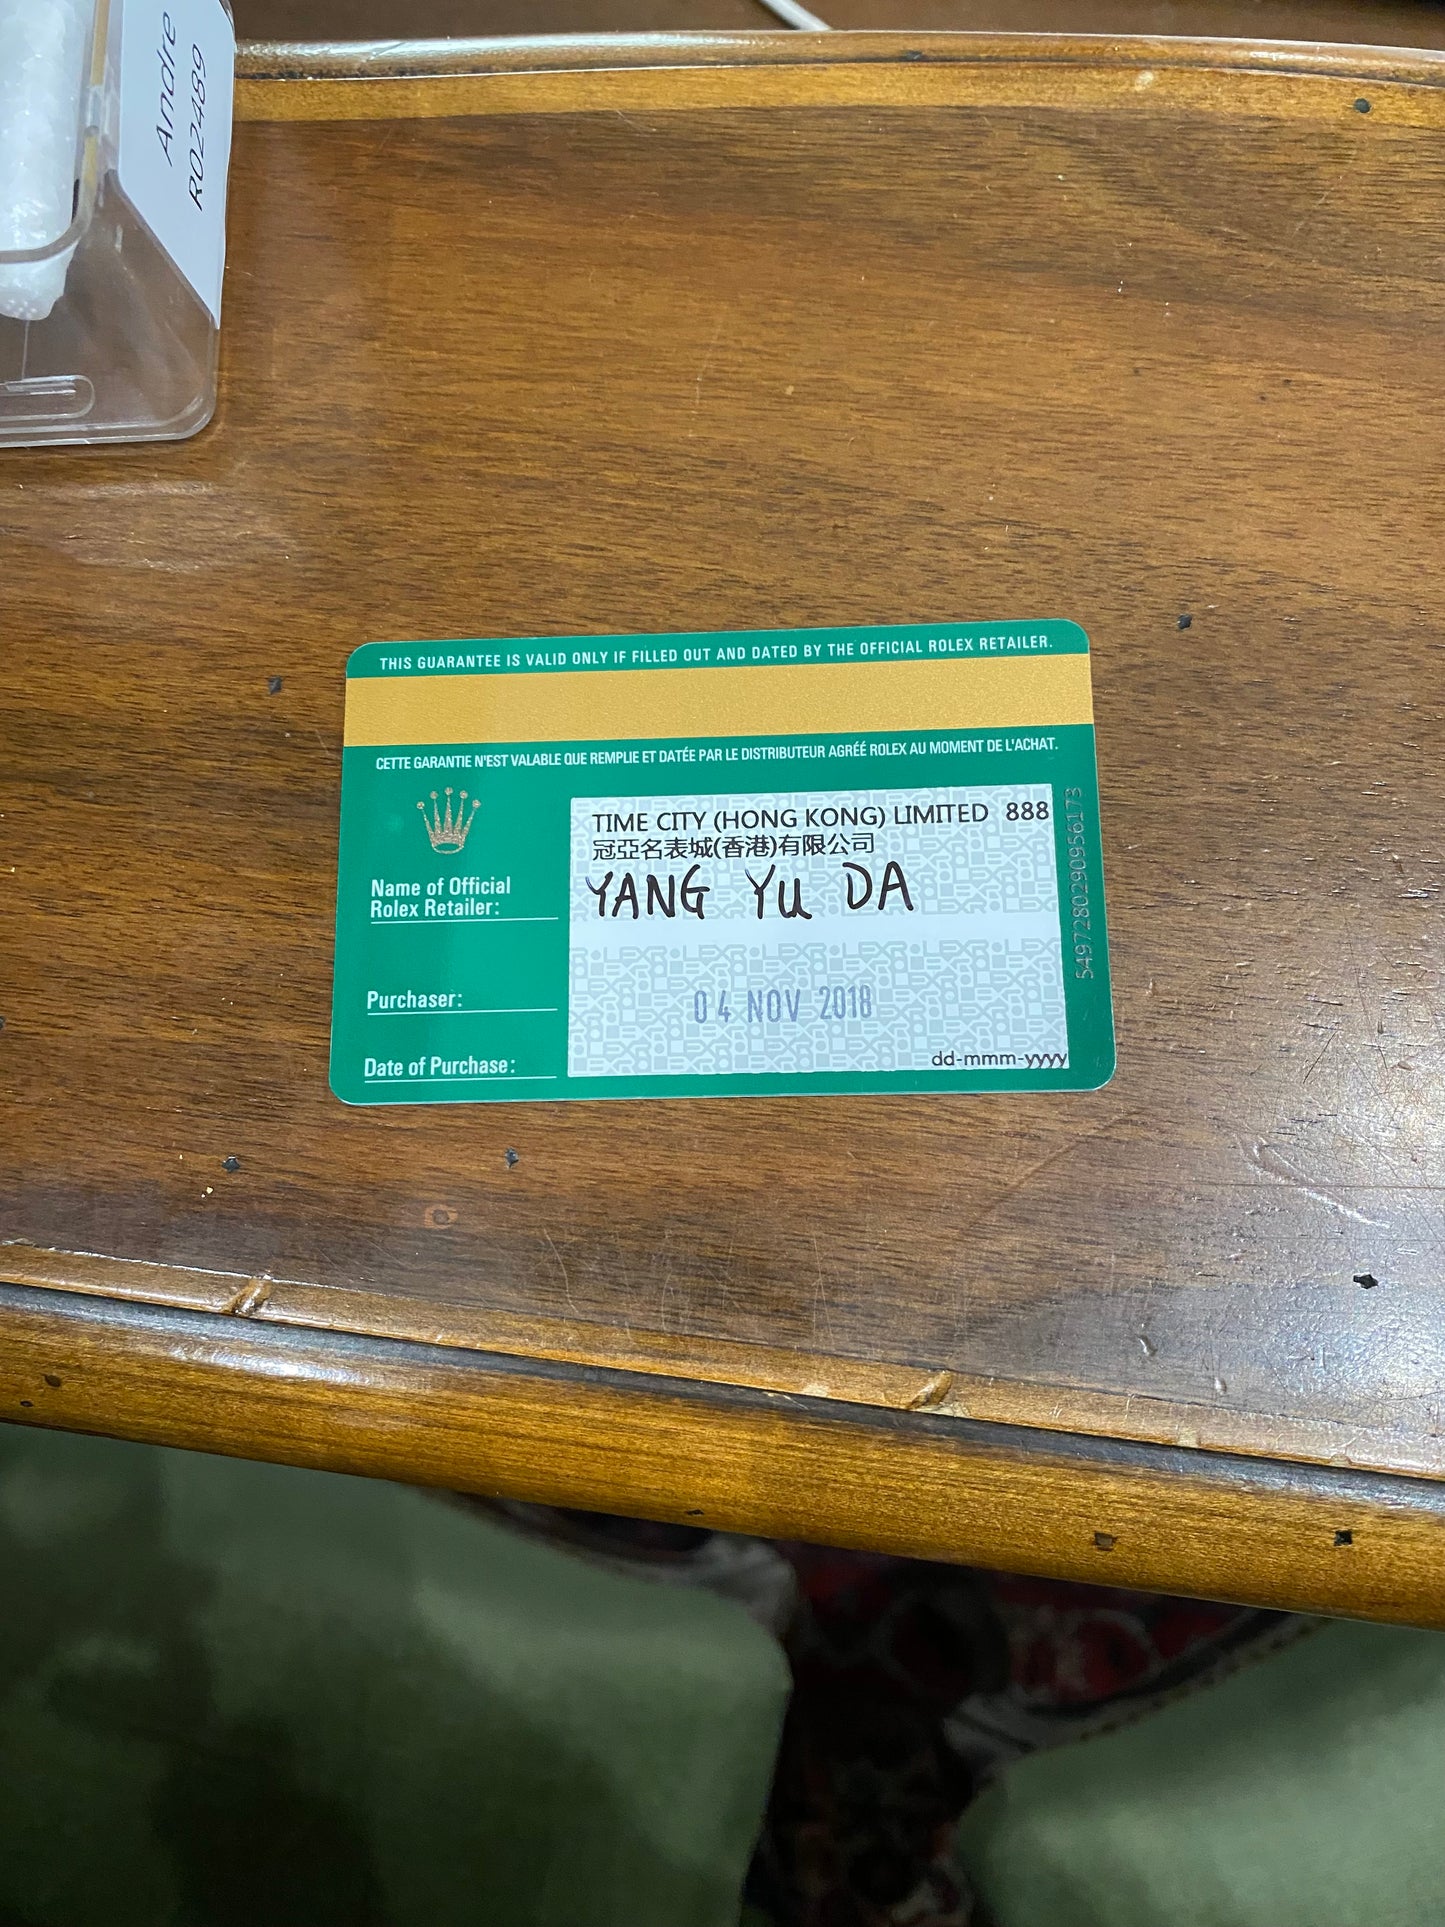 Andre
R02489
THIS GUARANTEE IS VALID ONLY IF FILLED OUT AND DATED BY THE OFFICIAL ROLEX RETAILER.
CETTE GARANTIE N'EST VALABLE QUE REMPLIE ET DATÉE PAR LE DISTRIBUTEUR AGRÉÉ ROLEX AU MOMENT DE L'ACHAT.
TIME CITY (HONG KONG) LIMITED 888
冠亞名表城(香港)有限公司
Name of Official
Rolex Retailer:
YANG YU DA
Purchaser:
04 NOV 2018
Date of Purchase:
dd-mmm-yyyy
5497280290956173